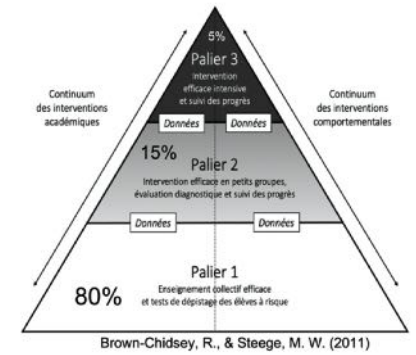 5%
Palier 3
Intervention
efficace intensive
et suivi des progrès
Continuum
des interventions
académiques
Continuum
des interventions
comportementales
Données
Données
15%
Palier 2
Intervention efficace en petits groupes,
évaluation diagnostique et suivi des progrès
Données
Données
Palier 1
80%
Enseignement collectif efficace
et tests de dépistage des élèves à risque
Brown-Chidsey, R., & Steege, M. W. (2011)